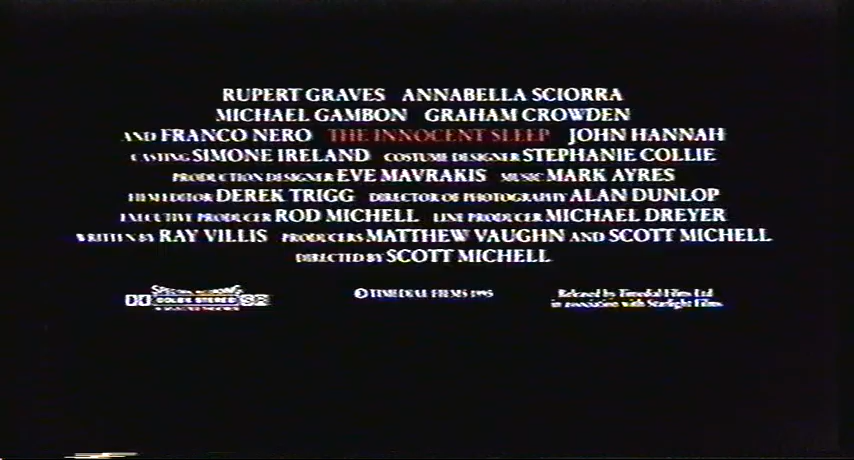 RUPERT GRAVES ANNABELLA SCIORRA
MICHAEL GAMBON GRAHAM CROWDEN
AND FRANCO NERO THE INNOCENT SLEEP JOHN HANNAH
CASTING SIMONE IRELAND COSTUME DESIGNER STEPHANIE COLLIE
PRODUCTION DESIGNER EVE MAVRAKIS MUSIC MARK AYRES
FILM EDITOR DEREK TRIGG DIRECTOR OF PHOTOGRAPHY ALAN DUNLOP
EXECUTIVE PRODUCER ROD MICHELL LINE PRODUCER MICHAEL DREYER
WRITTEN BY RAY VILLIS PRODUCERS MATTHEW VAUGHN AND SCOTT MICHELL
DIRECTED BY SCOTT MICHELL
DOLBY STEREO SR
© TIMEDIAL FILMS 1995
Released by Timedial Films Ltd
in association with Starlight Films